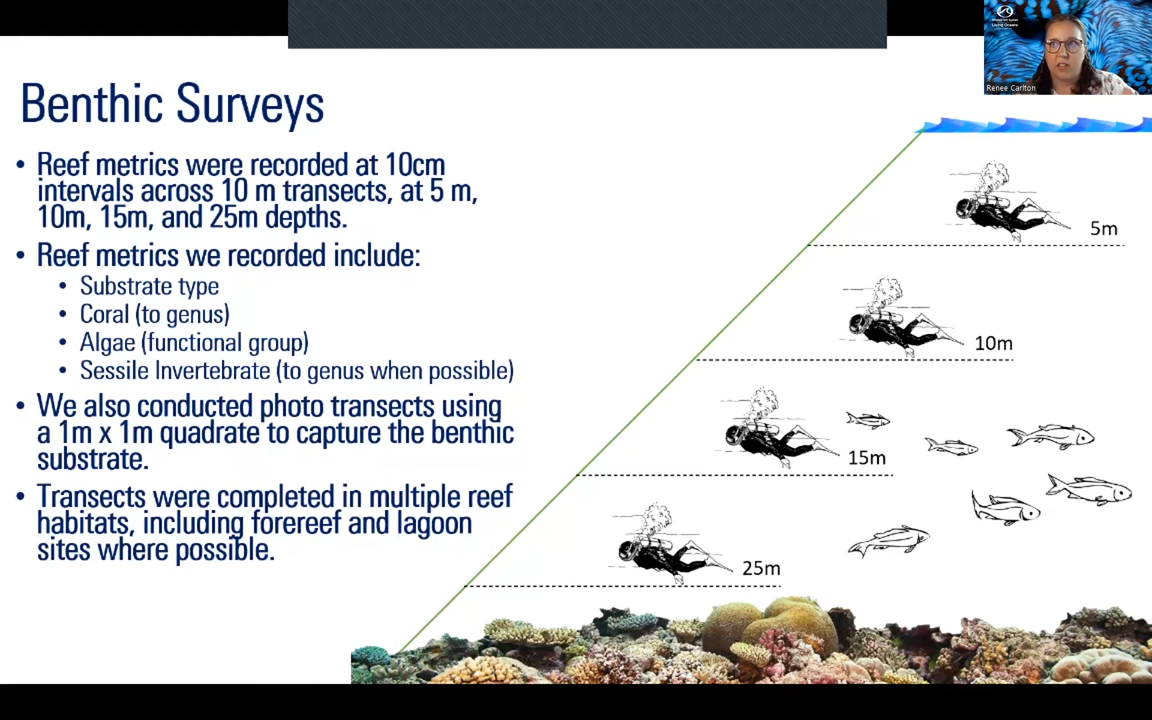 Living Oceans
Renee Carlton
Benthic Surveys
• Reef metrics were recorded at 10cm
intervals across 10 m transects, at 5 m,
10m, 15m, and 25m depths.
• Reef metrics we recorded include:
• Substrate type
• Coral (to genus)
• Algae (functional group)
• Sessile Invertebrate (to genus when possible)
• We also conducted photo transects using
a 1m x 1m quadrate to capture the benthic
substrate.
• Transects were completed in multiple reef
habitats, including forereef and lagoon
sites where possible.
5m
10m
15m
25m